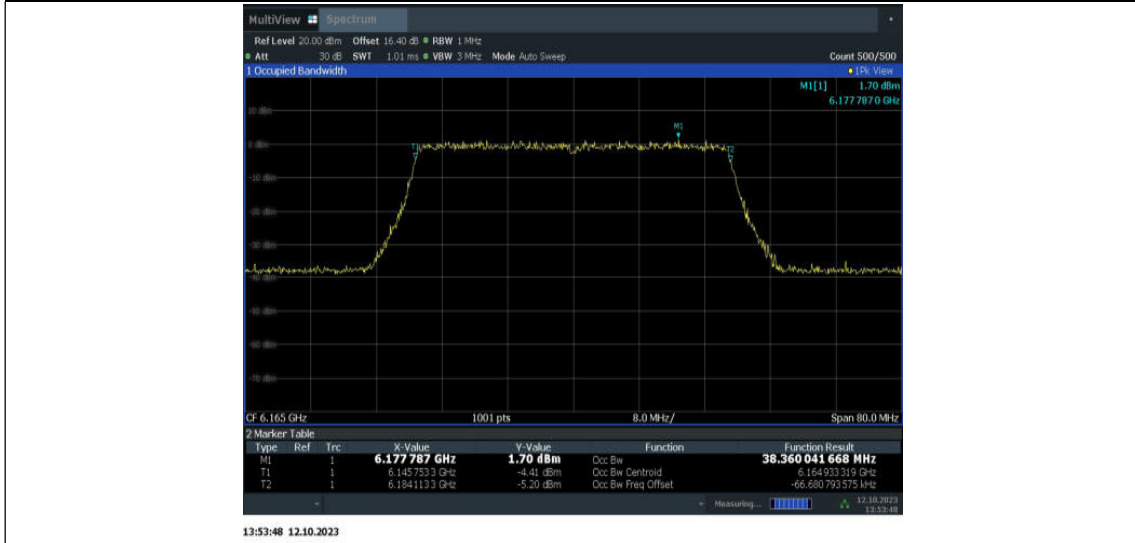 MultiView Spectrum
Ref Level 20.00 dBm Offset 16.40 dB RBW 1 MHz
Att 30 dB SWT 1.01 ms VBW 3 MHz Mode Auto Sweep Count 500/500
1 Occupied Bandwidth 1Pk View
M1[1] 1.70 dBm
6.177 787 0 GHz
10 dBm
M1
0 dBm
T1
T2
-10 dBm
-20 dBm
-30 dBm
-40 dBm
-50 dBm
-60 dBm
-70 dBm
CF 6.165 GHz 1001 pts 8.0 MHz/ Span 80.0 MHz
2 Marker Table
Type Ref Trc X-Value Y-Value Function Function Result
M1 1 6.177 787 GHz 1.70 dBm Occ Bw 38.360 041 668 MHz
T1 1 6.145 753 3 GHz -4.41 dBm Occ Bw Centroid 6.164 933 319 GHz
T2 1 6.184 113 3 GHz -5.20 dBm Occ Bw Freq Offset -66.680 793 575 kHz
Measuring... 12.10.2023
13:53:48
13:53:48 12.10.2023